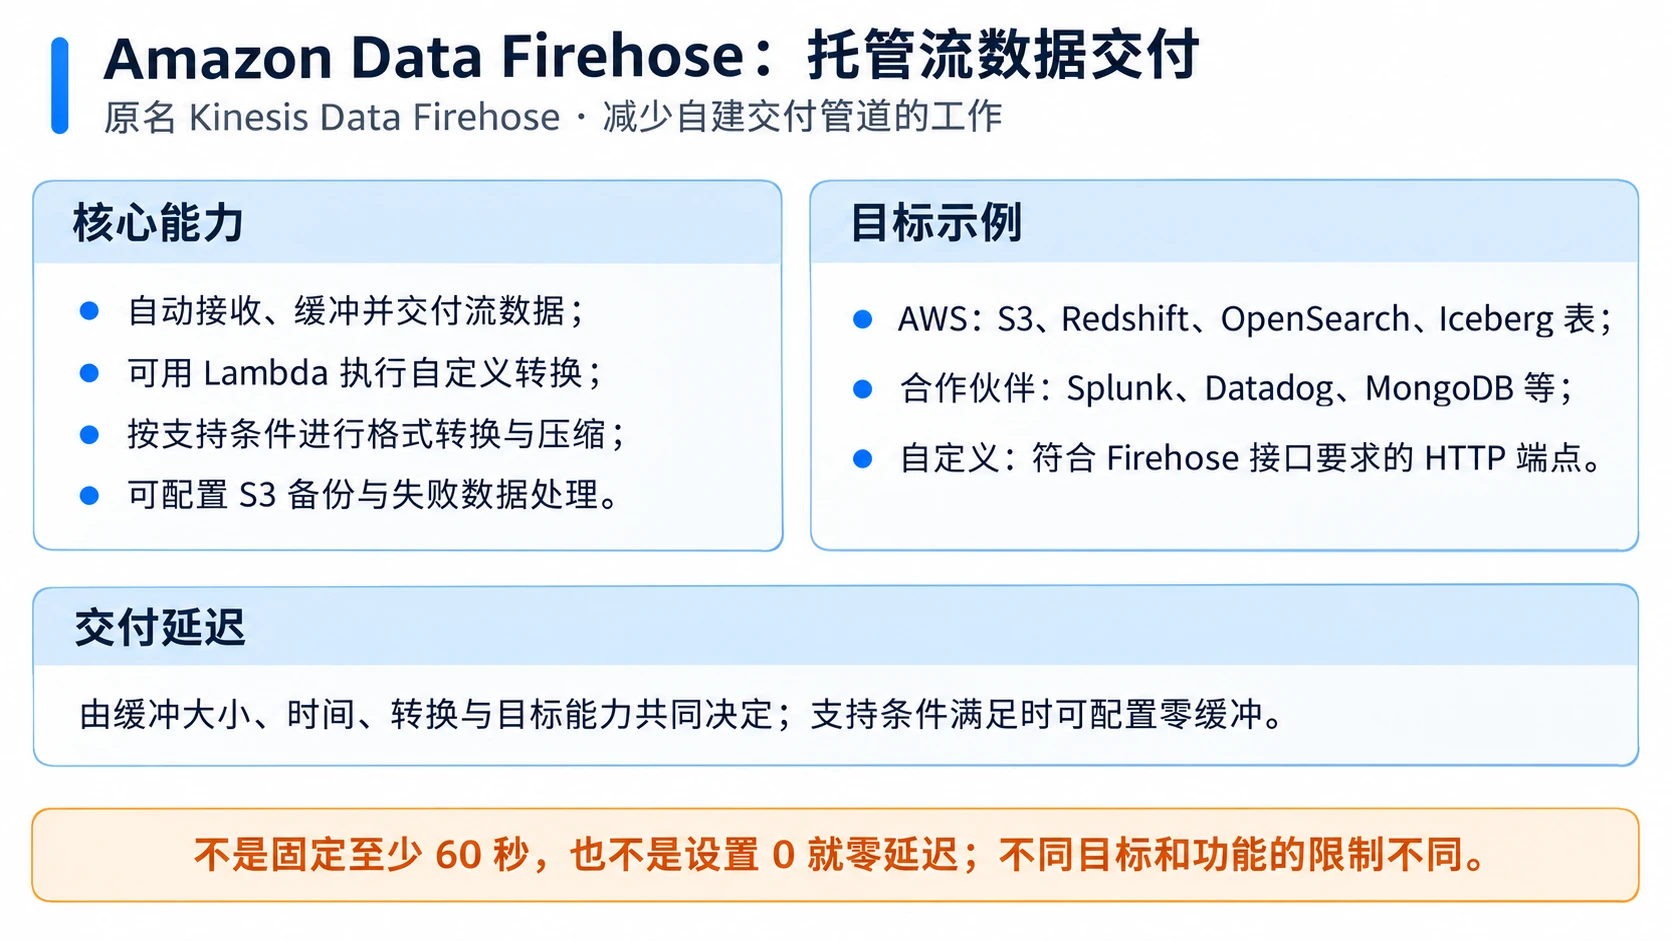 Amazon Data Firehose：托管流数据交付
原名 Kinesis Data Firehose · 减少自建交付管道的工作
核心能力
自动接收、缓冲并交付流数据；
可用 Lambda 执行自定义转换；
按支持条件进行格式转换与压缩；
可配置 S3 备份与失败数据处理。
目标示例
AWS：S3、Redshift、OpenSearch、Iceberg 表；
合作伙伴：Splunk、Datadog、MongoDB 等；
自定义：符合 Firehose 接口要求的 HTTP 端点。
交付延迟
由缓冲大小、时间、转换与目标能力共同决定；支持条件满足时可配置零缓冲。
不是固定至少 60 秒，也不是设置 0 就零延迟；不同目标和功能的限制不同。